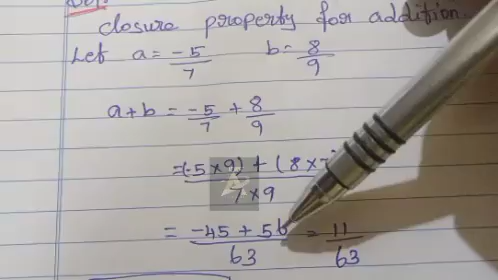 closure property for addition.
Let a = -5/7 b = 8/9
a+b = -5/7 + 8/9
= (-5×9) + (8×7 / 7×9
= -45 + 56 / 63 = 11/63